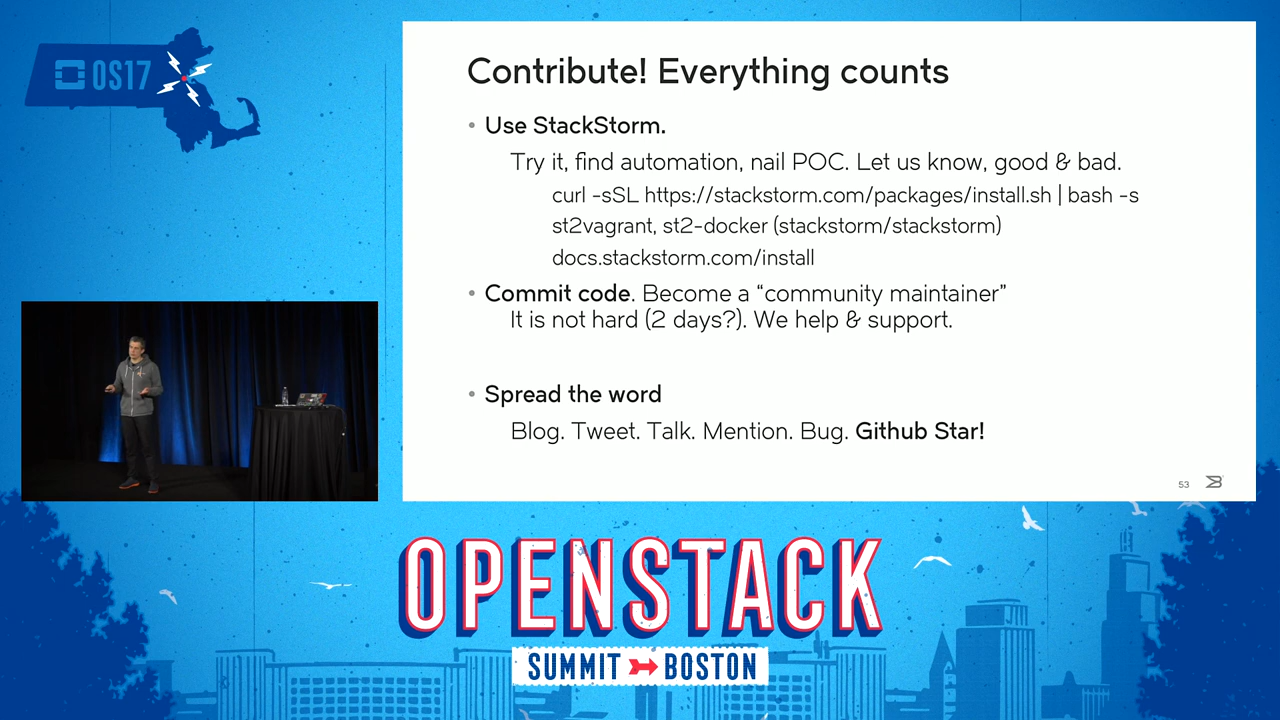 OS17
Contribute! Everything counts
• Use StackStorm.
Try it, find automation, nail POC. Let us know, good & bad.
curl -sSL https://stackstorm.com/packages/install.sh | bash -s
st2vagrant, st2-docker (stackstorm/stackstorm)
docs.stackstorm.com/install
• Commit code. Become a “community maintainer”
It is not hard (2 days?). We help & support.
• Spread the word
Blog. Tweet. Talk. Mention. Bug. Github Star!
53
OPENSTACK
SUMMIT BOSTON